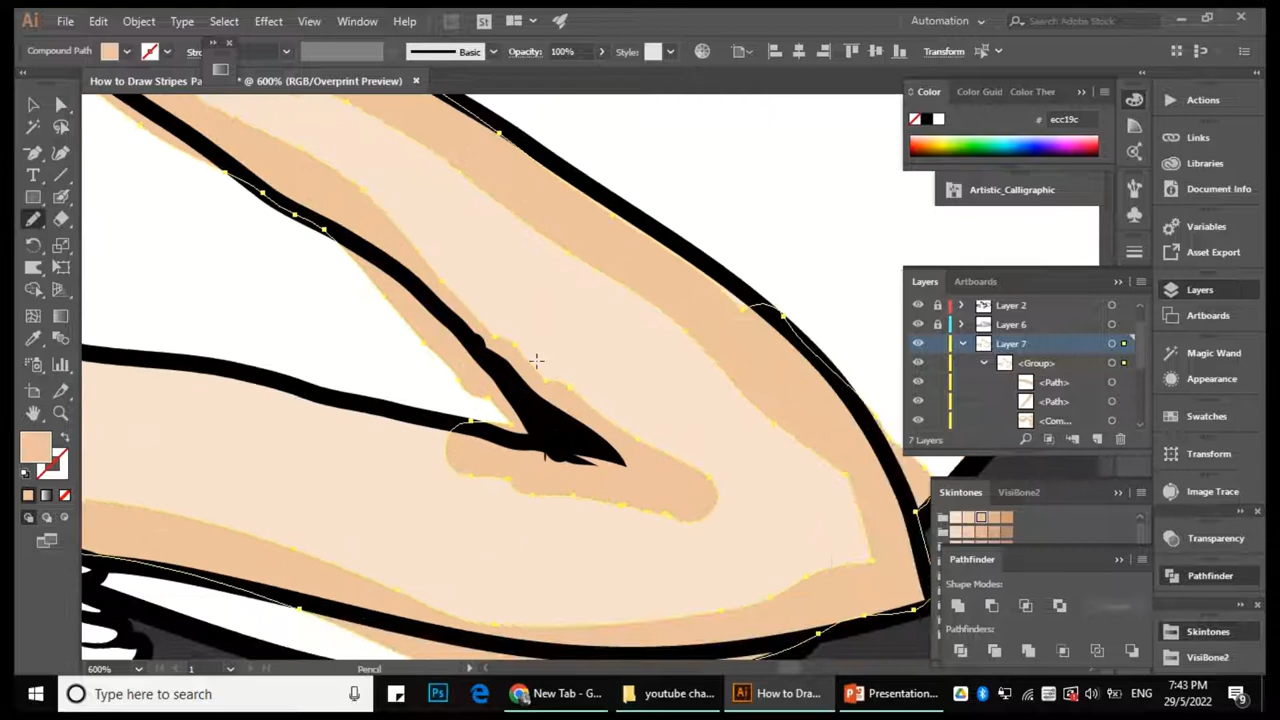 Ai File Edit Object Type Select Effect View Window Help St Automation Search Adobe Stock
Compound Path Basic Opacity: 100% Style: Transform
How to Draw Stripes Pa * @ 600% (RGB/Overprint Preview)
Color Color Guid Color Ther
# ecc19c
Artistic_Calligraphic
Actions
Links
Libraries
Document Info
Variables
Asset Export
Layers
Artboards
Magic Wand
Appearance
Swatches
Transform
Image Trace
Transparency
Pathfinder
Skintones
VisiBone2
Layers Artboards
Layer 2
Layer 6
Layer 7
<Group>
<Path>
<Path>
<Com...
7 Layers
Skintones VisiBone2
Pathfinder
Shape Modes:
Pathfinders:
600% 1 Pencil
Type here to search
Ps
New Tab - G...
youtube cha...
Ai How to Dra...
Presentation...
ENG
7:43 PM
29/5/2022
9